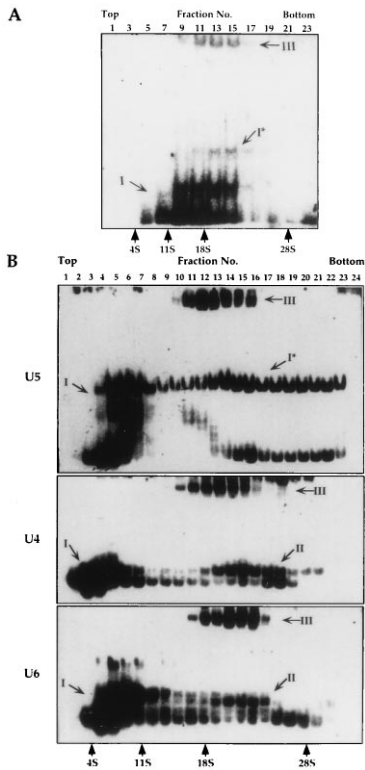 A
Top Fraction No. Bottom
1 3 5 7 9 11 13 15 17 19 21 23
III
I*
I
4S 11S 18S 28S
B
Top Fraction No. Bottom
1 2 3 4 5 6 7 8 9 10 11 12 13 14 15 16 17 18 19 20 21 22 23 24
III
I*
I
U5
III
U4
I II
III
U6
I II
4S 11S 18S 28S